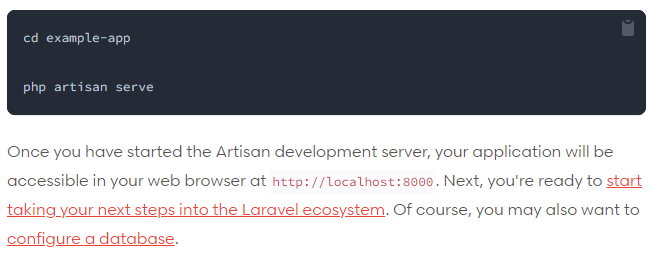 cd example-app
php artisan serve
Once you have started the Artisan development server, your application will be
accessible in your web browser at http://localhost:8000. Next, you're ready to start
taking your next steps into the Laravel ecosystem. Of course, you may also want to
configure a database.